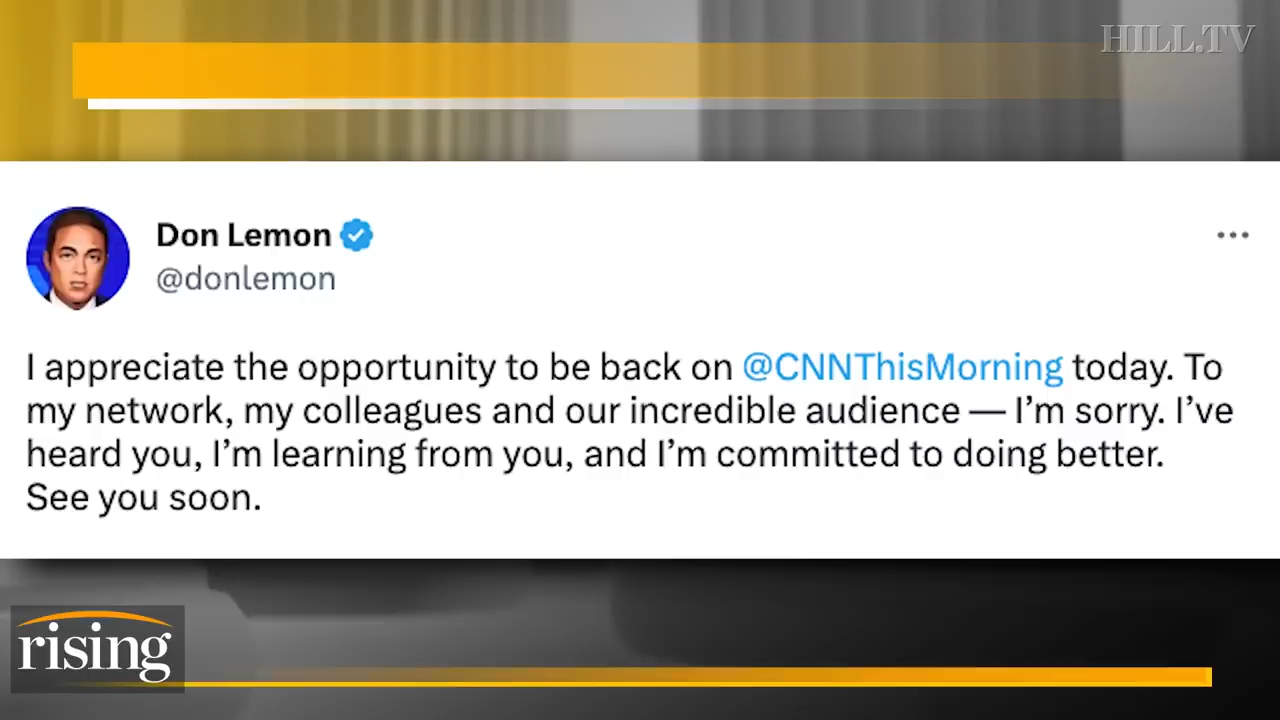 HILL.TV
Don Lemon
@donlemon
I appreciate the opportunity to be back on @CNNThisMorning today. To
my network, my colleagues and our incredible audience — I’m sorry. I’ve
heard you, I’m learning from you, and I’m committed to doing better.
See you soon.
rising